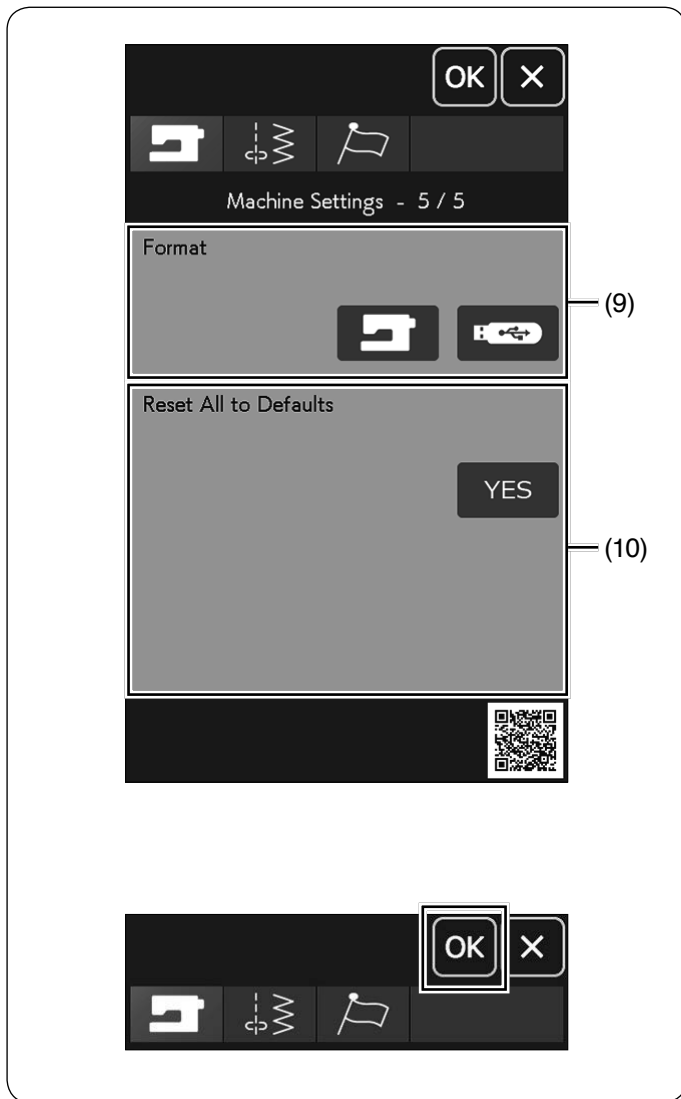 OK
Machine Settings - 5 / 5
Format
(9)
Reset All to Defaults
YES
(10)
OK